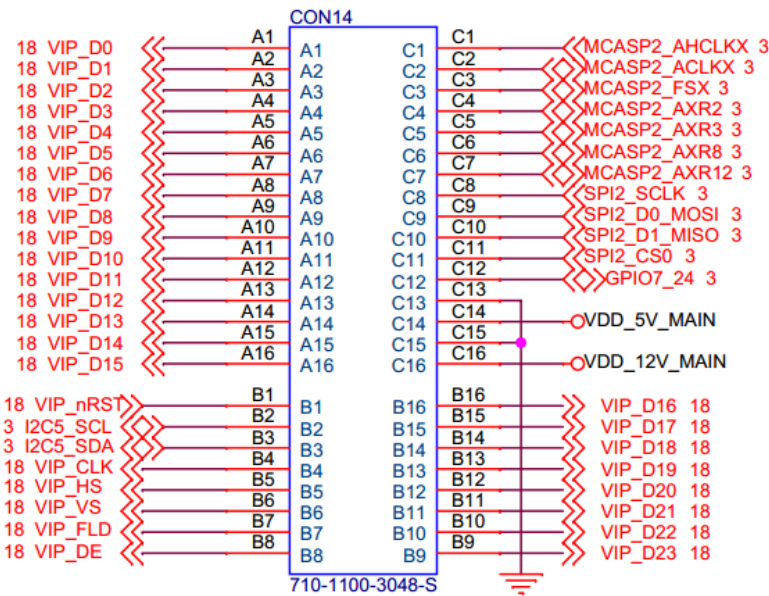 CON14
18 VIP_D0 A1 A1 C1 C1 MCASP2_AHCLKX 3
18 VIP_D1 A2 A2 C2 C2 MCASP2_ACLKX 3
18 VIP_D2 A3 A3 C3 C3 MCASP2_FSX 3
18 VIP_D3 A4 A4 C4 C4 MCASP2_AXR2 3
18 VIP_D4 A5 A5 C5 C5 MCASP2_AXR3 3
18 VIP_D5 A6 A6 C6 C6 MCASP2_AXR8 3
18 VIP_D6 A7 A7 C7 C7 MCASP2_AXR12 3
18 VIP_D7 A8 A8 C8 C8 SPI2_SCLK 3
18 VIP_D8 A9 A9 C9 C9 SPI2_D0_MOSI 3
18 VIP_D9 A10 A10 C10 C10 SPI2_D1_MISO 3
18 VIP_D10 A11 A11 C11 C11 SPI2_CS0 3
18 VIP_D11 A12 A12 C12 C12 GPIO7_24 3
18 VIP_D12 A13 A13 C13 C13
18 VIP_D13 A14 A14 C14 C14 VDD_5V_MAIN
18 VIP_D14 A15 A15 C15 C15
18 VIP_D15 A16 A16 C16 C16 VDD_12V_MAIN
18 VIP_nRST B1 B1 B16 B16 VIP_D16 18
3 I2C5_SCL B2 B2 B15 B15 VIP_D17 18
3 I2C5_SDA B3 B3 B14 B14 VIP_D18 18
18 VIP_CLK B4 B4 B13 B13 VIP_D19 18
18 VIP_HS B5 B5 B12 B12 VIP_D20 18
18 VIP_VS B6 B6 B11 B11 VIP_D21 18
18 VIP_FLD B7 B7 B10 B10 VIP_D22 18
18 VIP_DE B8 B8 B9 B9 VIP_D23 18
710-1100-3048-S